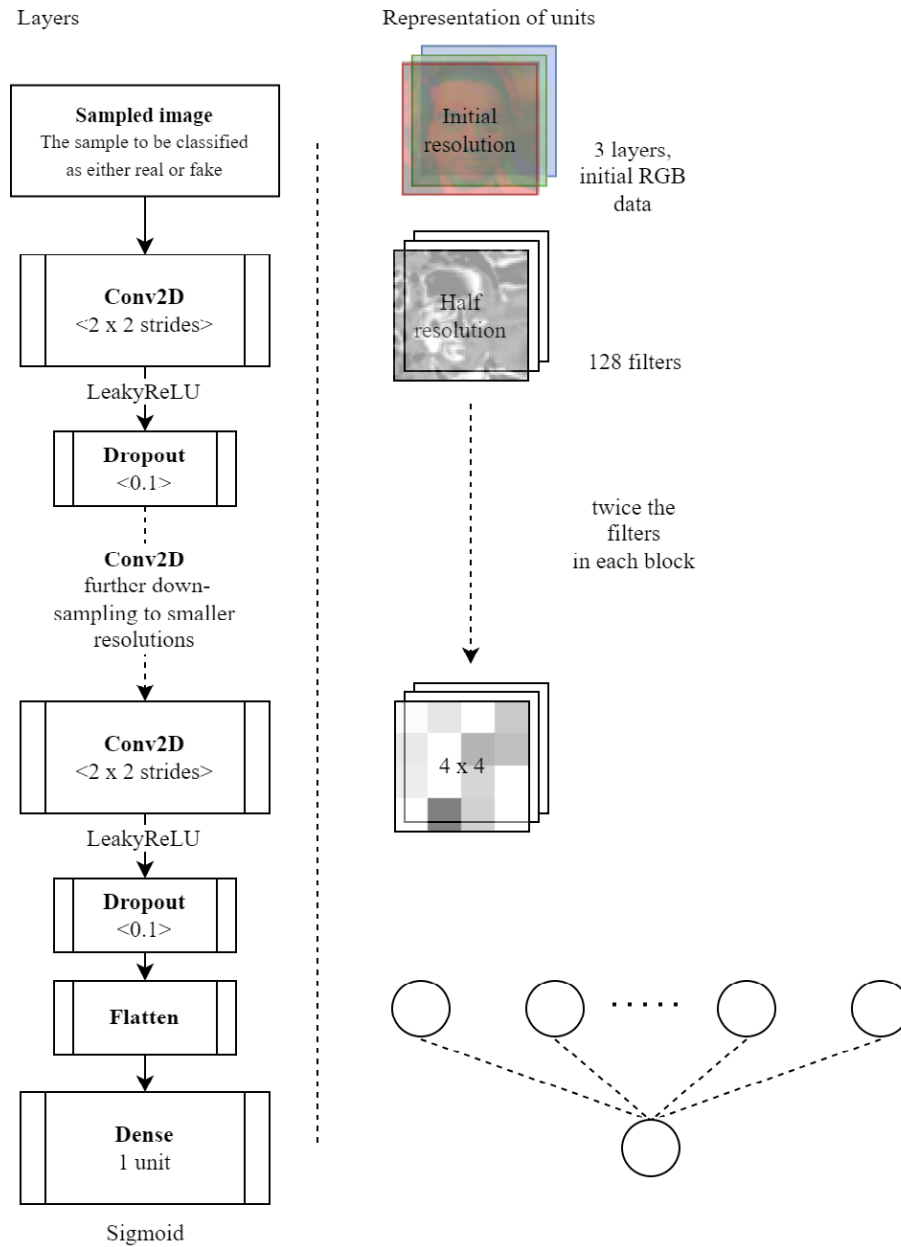 Layers
Representation of units
Sampled image
The sample to be classified
as either real or fake
Initial
resolution
3 layers,
initial RGB
data
Conv2D
<2 x 2 strides>
Half
resolution
128 filters
LeakyReLU
Dropout
<0.1>
twice the
filters
in each block
Conv2D
further down-
sampling to smaller
resolutions
Conv2D
<2 x 2 strides>
4 x 4
LeakyReLU
Dropout
<0.1>
Flatten
Dense
1 unit
Sigmoid